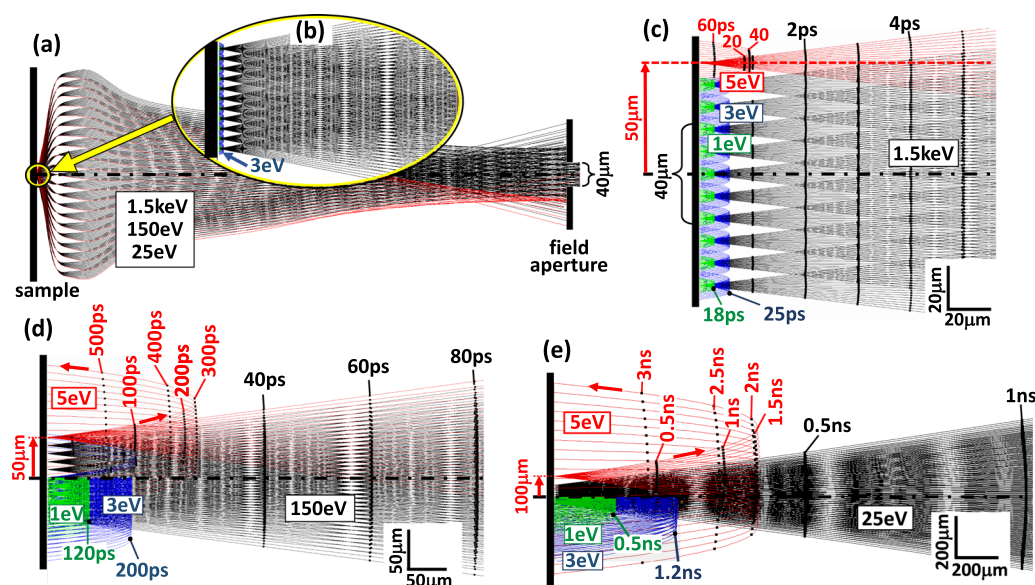 (a)
(b)
3eV
1.5keV
150eV
25eV
sample
40μm
field
aperture
(c)
60ps
20
40
2ps
4ps
5eV
3eV
1eV
1.5keV
50μm
40μm
18ps
25ps
20μm
20μm
(d)
500ps
100ps
400ps
200ps
300ps
40ps
60ps
80ps
5eV
50μm
1eV
3eV
150eV
120ps
200ps
50μm
50μm
(e)
3ns
0.5ns
2.5ns
1ns
2ns
1.5ns
0.5ns
1ns
5eV
100μm
1eV
3eV
0.5ns
1.2ns
25eV
200μm
200μm